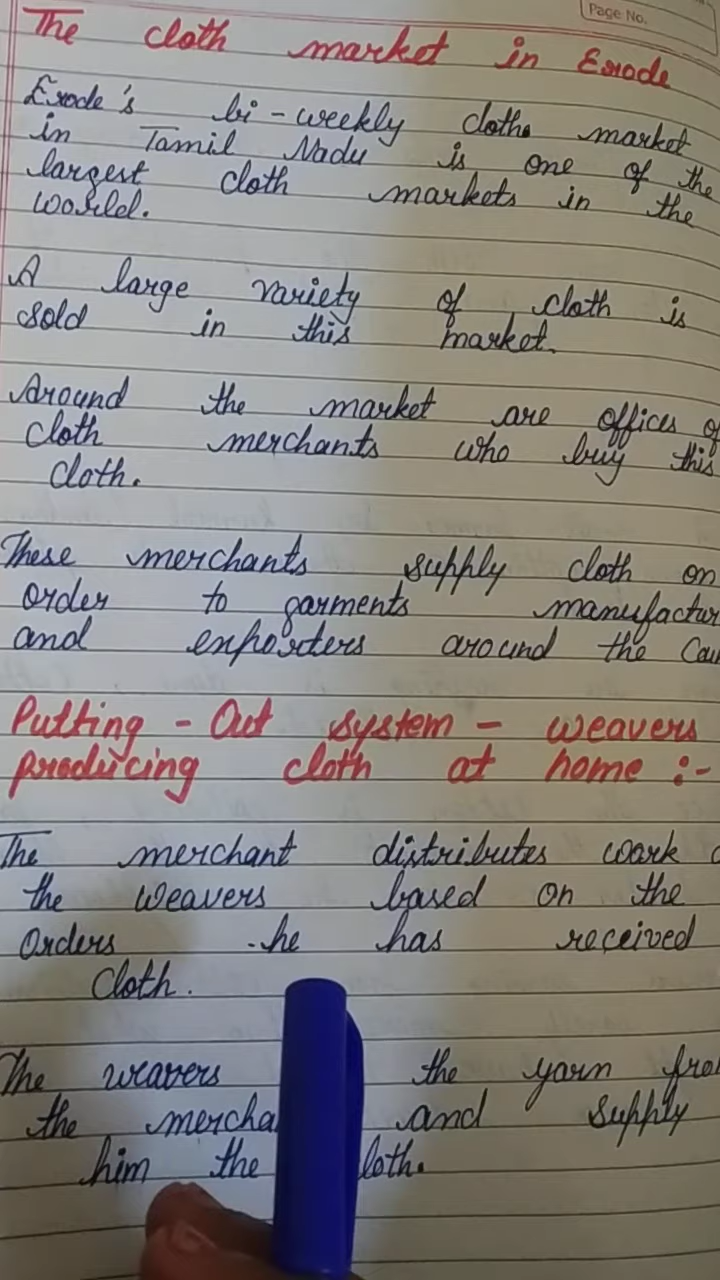 Page No.
The cloth market in Erode
Erode's bi-weekly cloth market
in Tamil Nadu is one of the
largest cloth markets in the
world.
A large variety of cloth is
sold in this market.
Around the market are offices of
cloth merchants who buy this
cloth.
These merchants supply cloth on
order to garments manufactur
and exporters around the Cou
Putting - Out system - weavers
producing cloth at home :-
The merchant distributes work
the weavers based on the
Orders he has received
Cloth.
The weavers the yarn fro
the mercha and supply
him the loth.